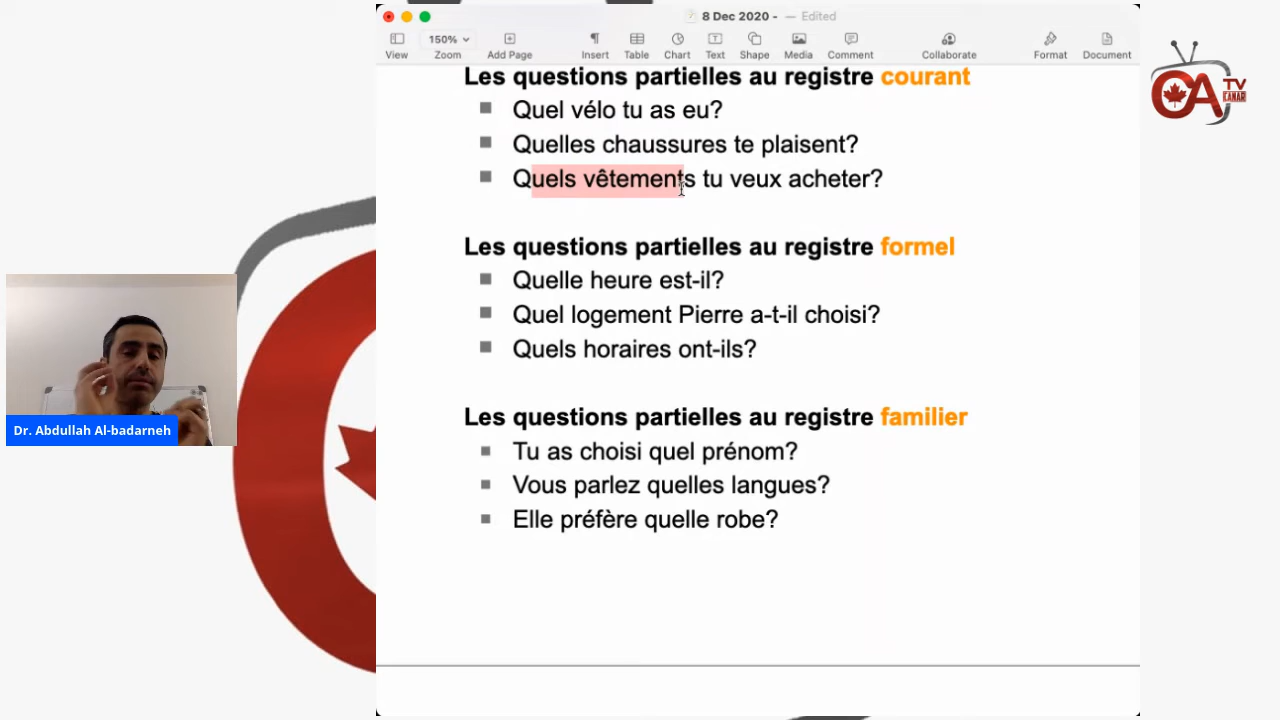 8 Dec 2020 - — Edited
150%
View Zoom Add Page Insert Table Chart Text Shape Media Comment Collaborate Format Document
Les questions partielles au registre courant
Quel vélo tu as eu?
Quelles chaussures te plaisent?
Quels vêtements tu veux acheter?
Les questions partielles au registre formel
Quelle heure est-il?
Quel logement Pierre a-t-il choisi?
Quels horaires ont-ils?
Les questions partielles au registre familier
Tu as choisi quel prénom?
Vous parlez quelles langues?
Elle préfère quelle robe?
Dr. Abdullah Al-badarneh
CA TV
KANAR